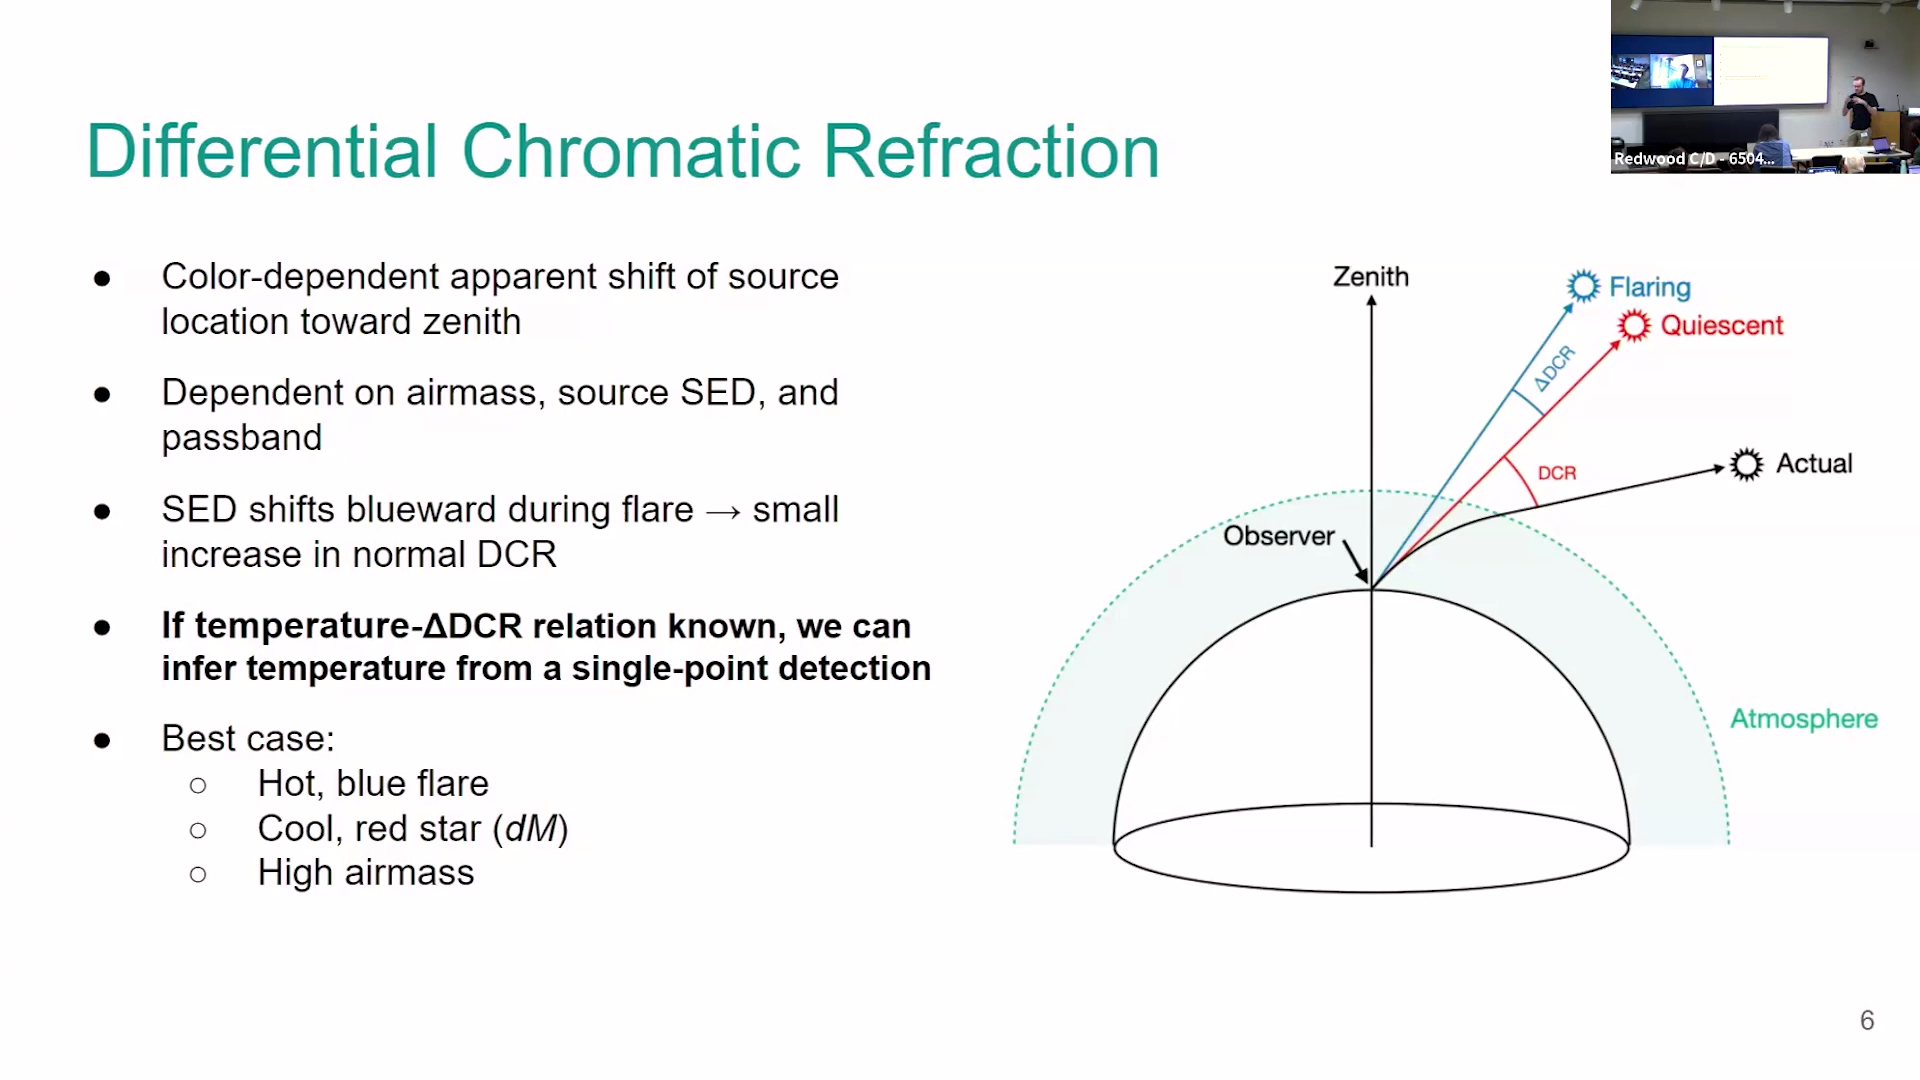 Redwood C/D - 6504...
Differential Chromatic Refraction
● Color-dependent apparent shift of source
location toward zenith
● Dependent on airmass, source SED, and
passband
● SED shifts blueward during flare → small
increase in normal DCR
● If temperature-ΔDCR relation known, we can
infer temperature from a single-point detection
● Best case:
○ Hot, blue flare
○ Cool, red star (dM)
○ High airmass
Zenith
Flaring
Quiescent
ΔDCR
DCR
Actual
Observer
Atmosphere
6